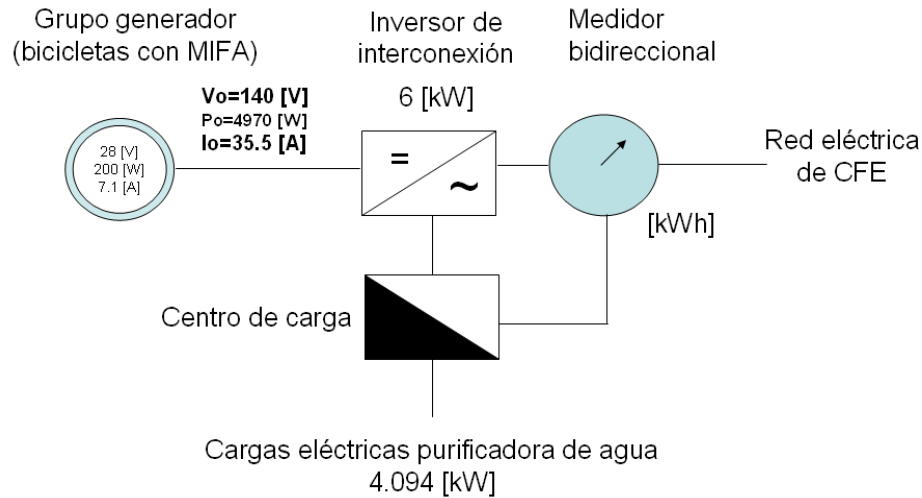 Grupo generador
(bicicletas con MIFA)
Inversor de
interconexión
6 [kW]
Medidor
bidireccional
Vo=140 [V]
Po=4970 [W]
Io=35.5 [A]
28 [V]
200 [W]
7.1 [A]
=
~
Red eléctrica
de CFE
[kWh]
Centro de carga
Cargas eléctricas purificadora de agua
4.094 [kW]